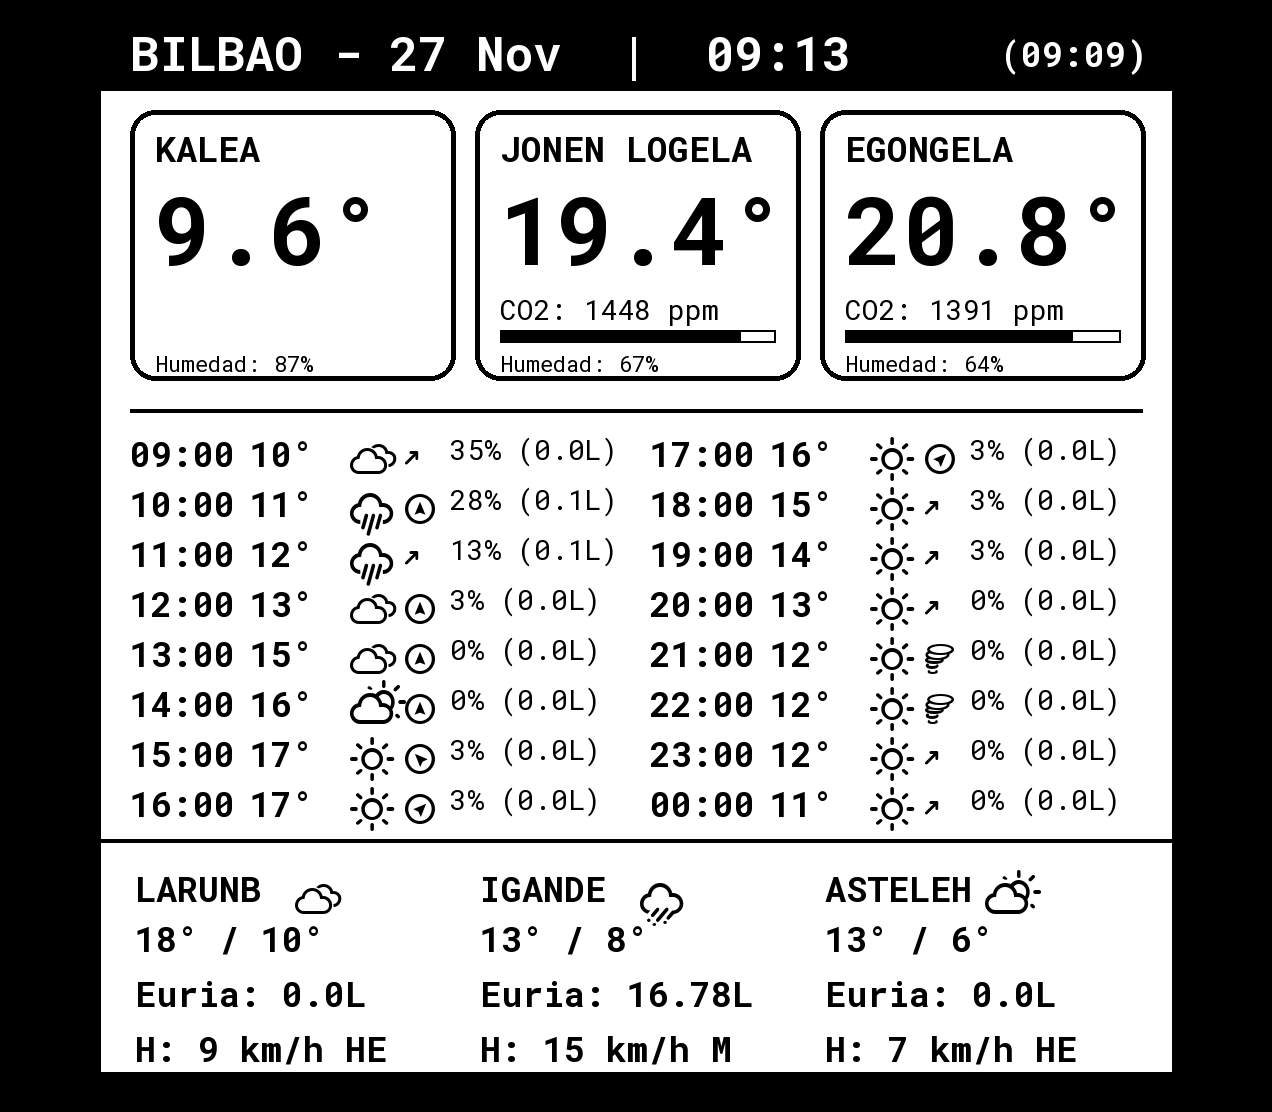 BILBAO - 27 Nov | 09:13 (09:09)
KALEA
9.6°
Humedad: 87%
JONEN LOGELA
19.4°
CO2: 1448 ppm
Humedad: 67%
EGONGELA
20.8°
CO2: 1391 ppm
Humedad: 64%
09:00 10° 35% (0.0L)
10:00 11° 28% (0.1L)
11:00 12° 13% (0.1L)
12:00 13° 3% (0.0L)
13:00 15° 0% (0.0L)
14:00 16° 0% (0.0L)
15:00 17° 3% (0.0L)
16:00 17° 3% (0.0L)
17:00 16° 3% (0.0L)
18:00 15° 3% (0.0L)
19:00 14° 3% (0.0L)
20:00 13° 0% (0.0L)
21:00 12° 0% (0.0L)
22:00 12° 0% (0.0L)
23:00 12° 0% (0.0L)
00:00 11° 0% (0.0L)
LARUNB
18° / 10°
Euria: 0.0L
H: 9 km/h HE
IGANDE
13° / 8°
Euria: 16.78L
H: 15 km/h M
ASTELEH
13° / 6°
Euria: 0.0L
H: 7 km/h HE